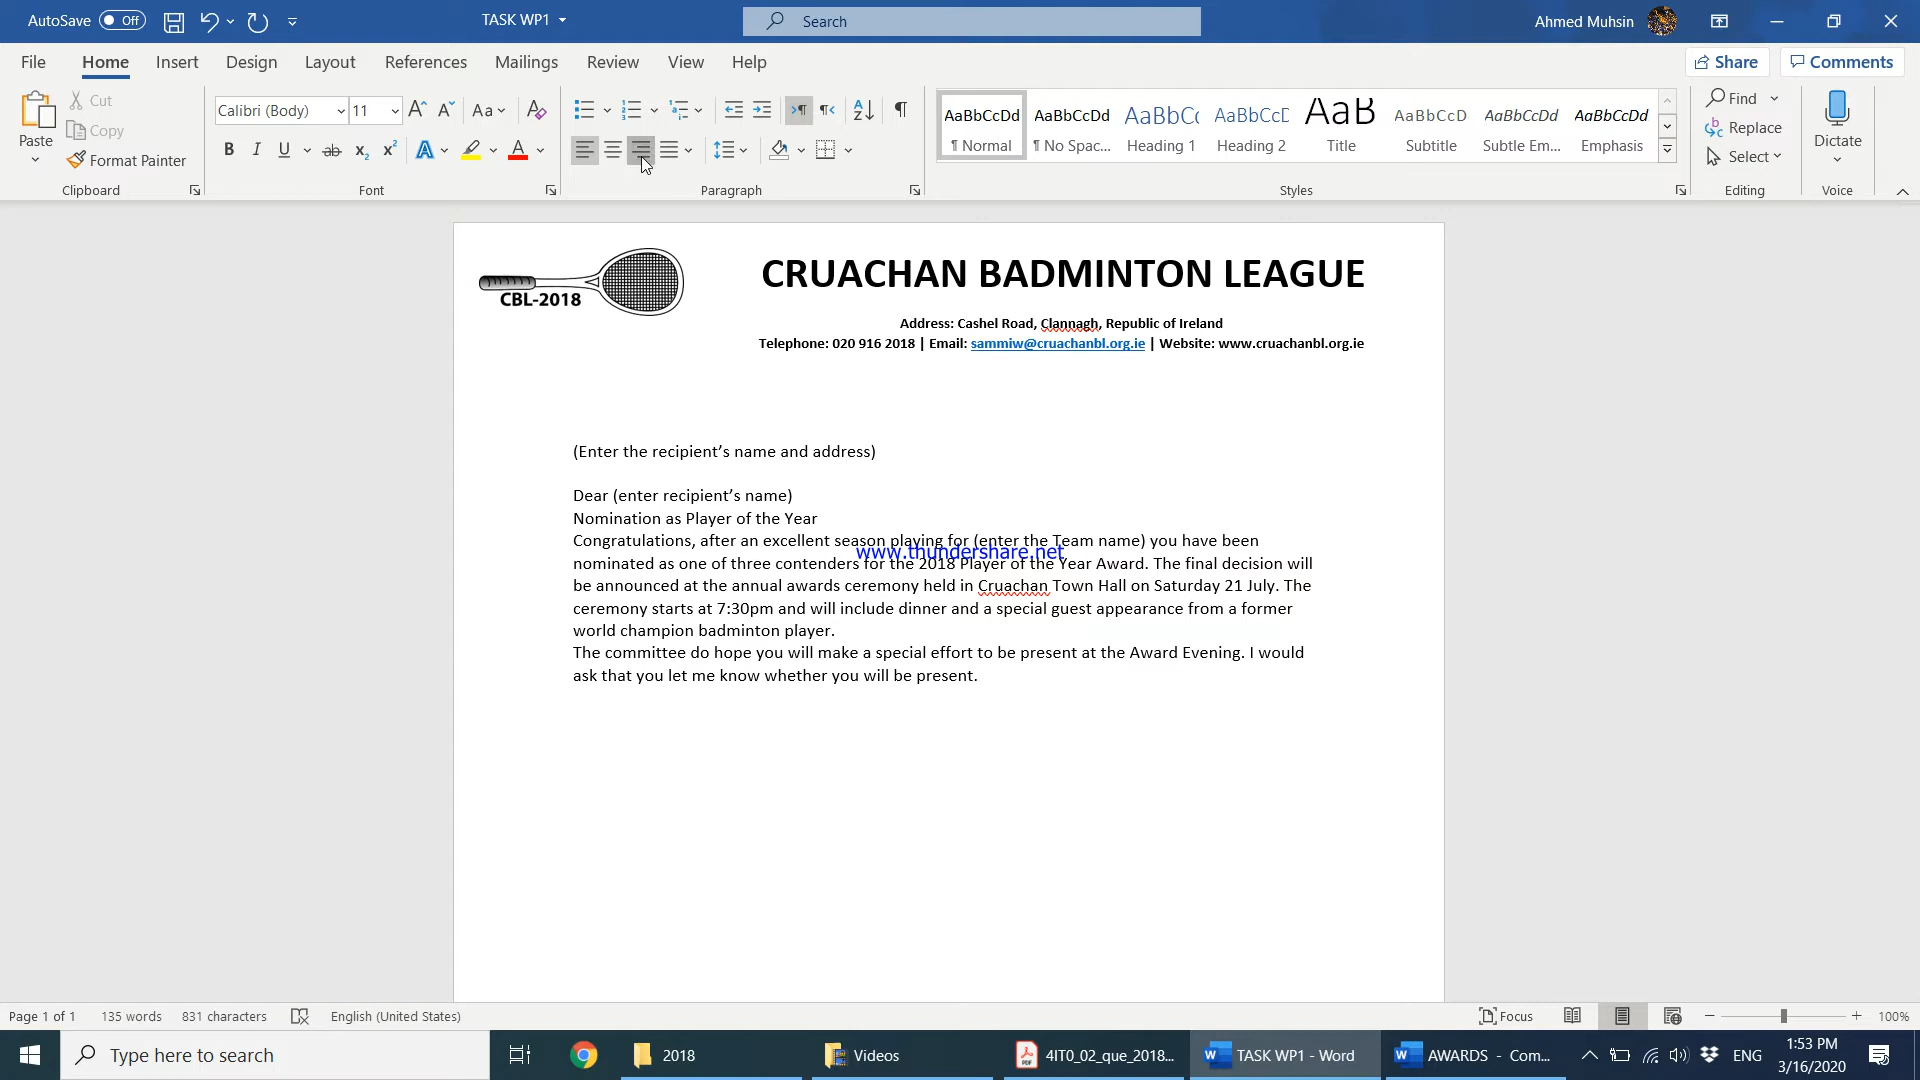 AutoSave Off
TASK WP1
Search
Ahmed Muhsin
File Home Insert Design Layout References Mailings Review View Help
Share Comments
Paste
Cut
Copy
Format Painter
Clipboard
Calibri (Body) 11
Font
Paragraph
AaBbCcDd AaBbCcDd AaBbCc AaBbCcD AaB AaBbCcD AaBbCcDd AaBbCcDd
¶ Normal ¶ No Spac... Heading 1 Heading 2 Title Subtitle Subtle Em... Emphasis
Styles
Find
Replace
Select
Editing
Dictate
Voice
CBL-2018
CRUACHAN BADMINTON LEAGUE
Address: Cashel Road, Clannagh, Republic of Ireland
Telephone: 020 916 2018 | Email: sammiw@cruachanbl.org.ie | Website: www.cruachanbl.org.ie
(Enter the recipient’s name and address)
Dear (enter recipient’s name)
Nomination as Player of the Year
Congratulations, after an excellent season playing for (enter the Team name) you have been
www.thundershare.net
nominated as one of three contenders for the 2018 Player of the Year Award. The final decision will
be announced at the annual awards ceremony held in Cruachan Town Hall on Saturday 21 July. The
ceremony starts at 7:30pm and will include dinner and a special guest appearance from a former
world champion badminton player.
The committee do hope you will make a special effort to be present at the Award Evening. I would
ask that you let me know whether you will be present.
Page 1 of 1 135 words 831 characters English (United States)
Focus 100%
Type here to search
2018
Videos
4IT0_02_que_2018...
TASK WP1 - Word
AWARDS - Com...
ENG
1:53 PM
3/16/2020